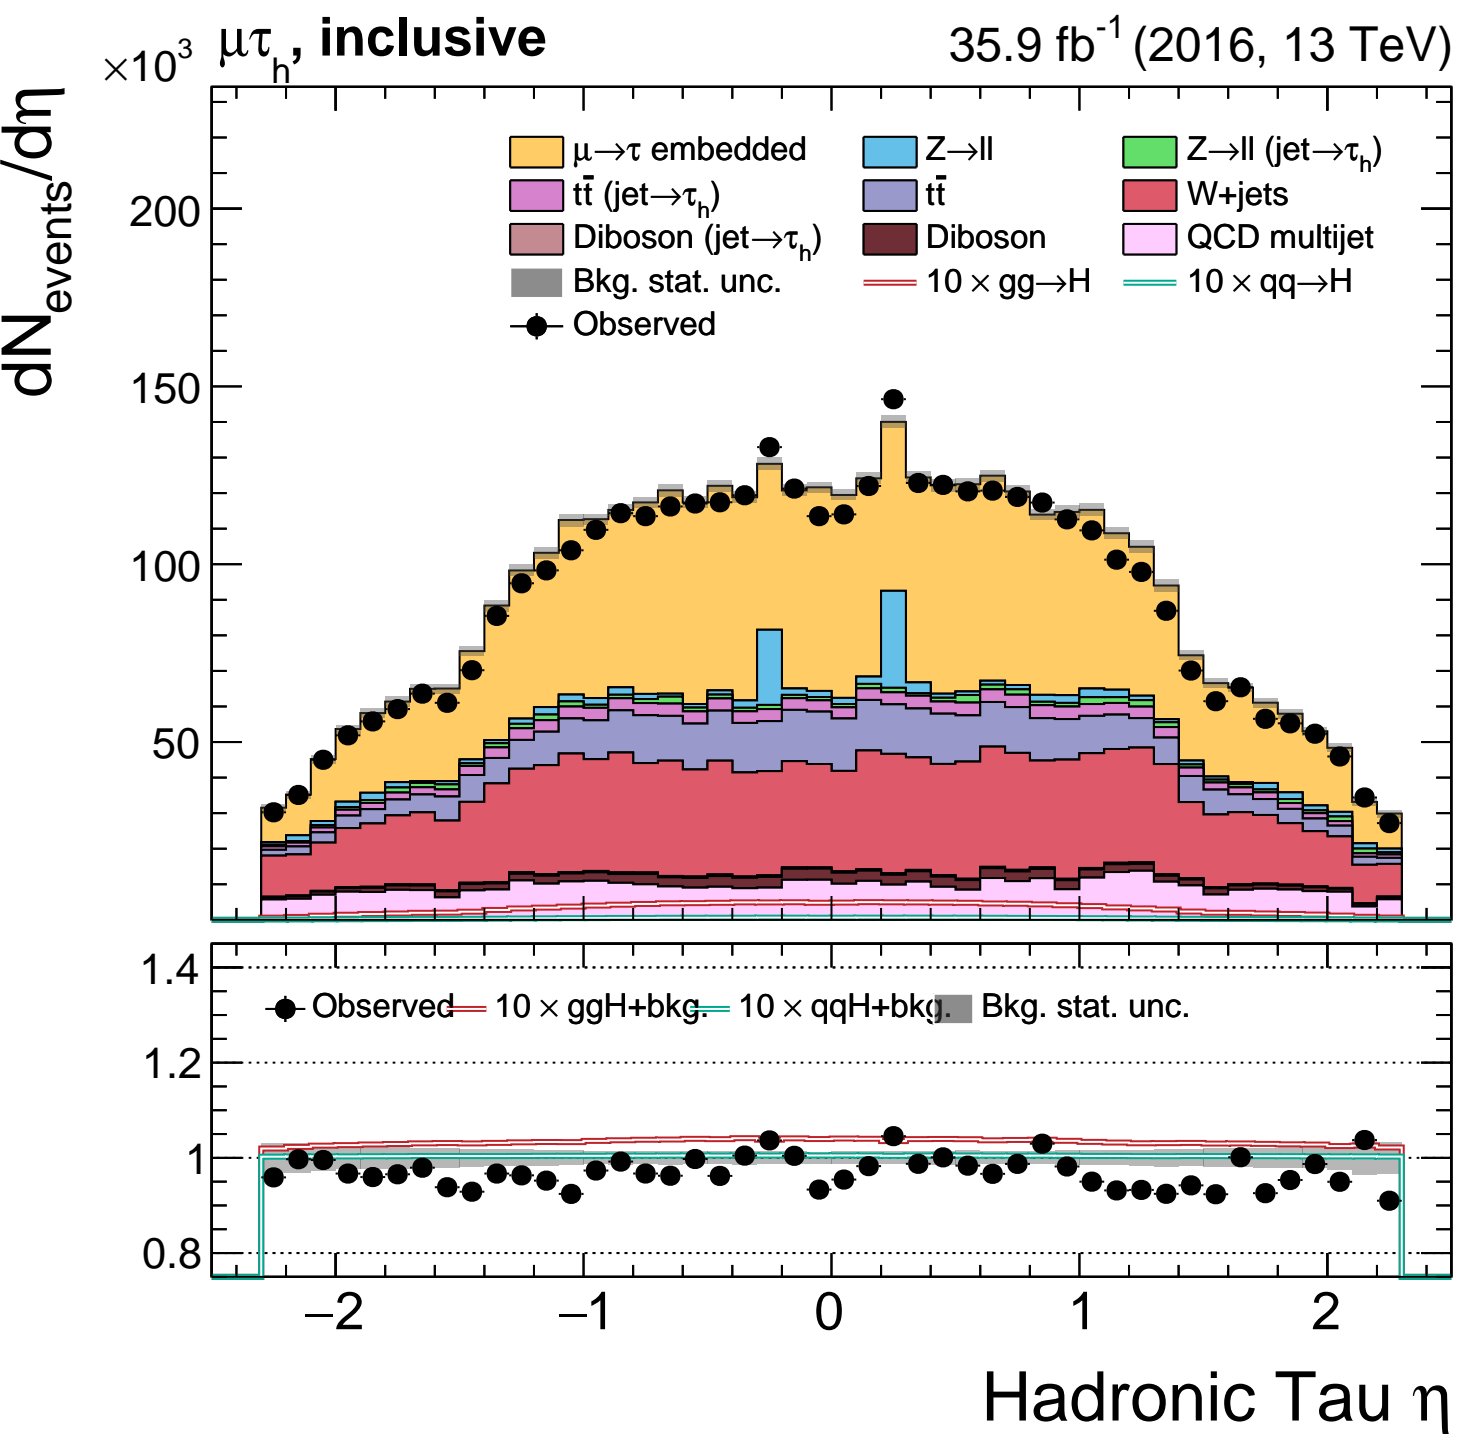 ×10³ μτₕ, inclusive 35.9 fb⁻¹ (2016, 13 TeV)
dN_events/dη
μ→τ embedded Z→ll Z→ll (jet→τₕ)
tt̄ (jet→τₕ) tt̄ W+jets
Diboson (jet→τₕ) Diboson QCD multijet
Bkg. stat. unc. 10 × gg→H 10 × qq→H
Observed
200
150
100
50
1.4
Observed 10 × ggH+bkg. 10 × qqH+bkg. Bkg. stat. unc.
1.2
1
0.8
−2 −1 0 1 2
Hadronic Tau η